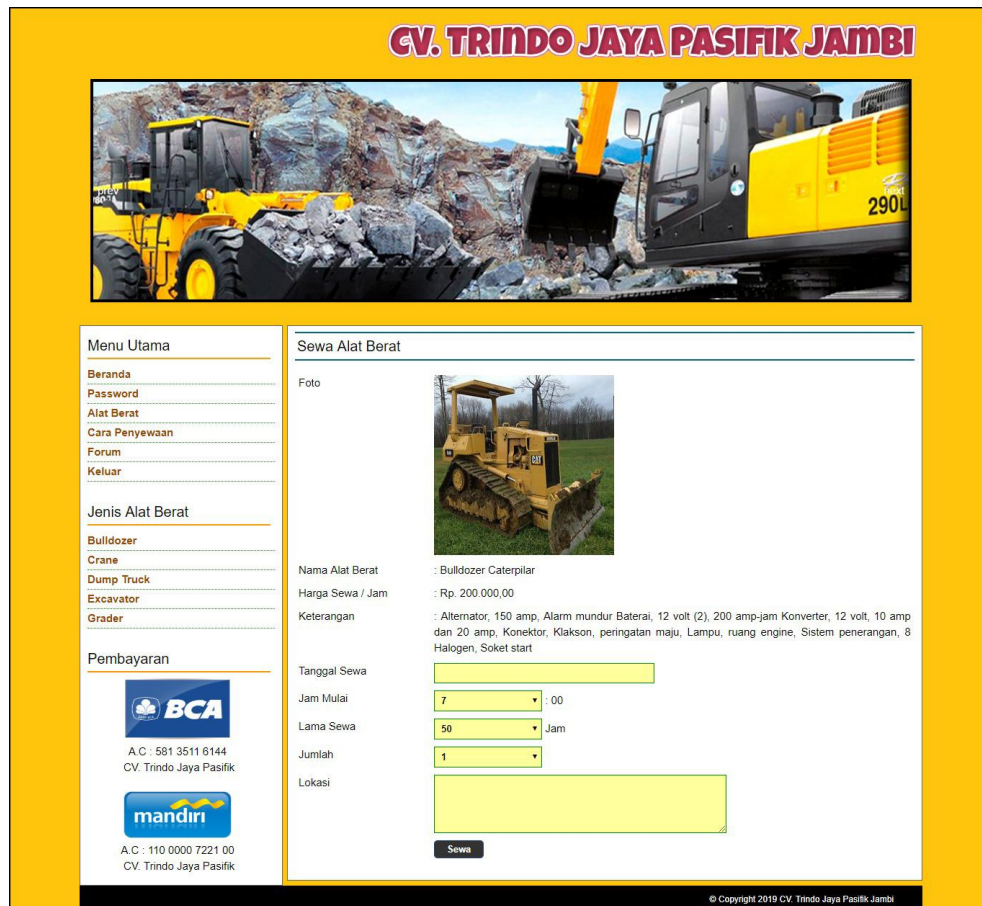 CV. TRINDO JAYA PASIFIK JAMBI
prev
next
290L
Menu Utama
Beranda
Password
Alat Berat
Cara Penyewaan
Forum
Keluar
Jenis Alat Berat
Bulldozer
Crane
Dump Truck
Excavator
Grader
Pembayaran
BCA
A.C : 581 3511 6144
CV. Trindo Jaya Pasifik
mandırı
A.C : 110 0000 7221 00
CV. Trindo Jaya Pasifik
Sewa Alat Berat
Foto
CAT
Nama Alat Berat : Bulldozer Caterpilar
Harga Sewa / Jam : Rp. 200.000,00
Keterangan : Alternator, 150 amp, Alarm mundur Baterai, 12 volt (2), 200 amp-jam Konverter, 12 volt, 10 amp
dan 20 amp, Konektor, Klakson, peringatan maju, Lampu, ruang engine, Sistem penerangan, 8
Halogen, Soket start
Tanggal Sewa
Jam Mulai 7 : 00
Lama Sewa 50 Jam
Jumlah 1
Lokasi
Sewa
© Copyright 2019 CV. Trindo Jaya Pasifik Jambi